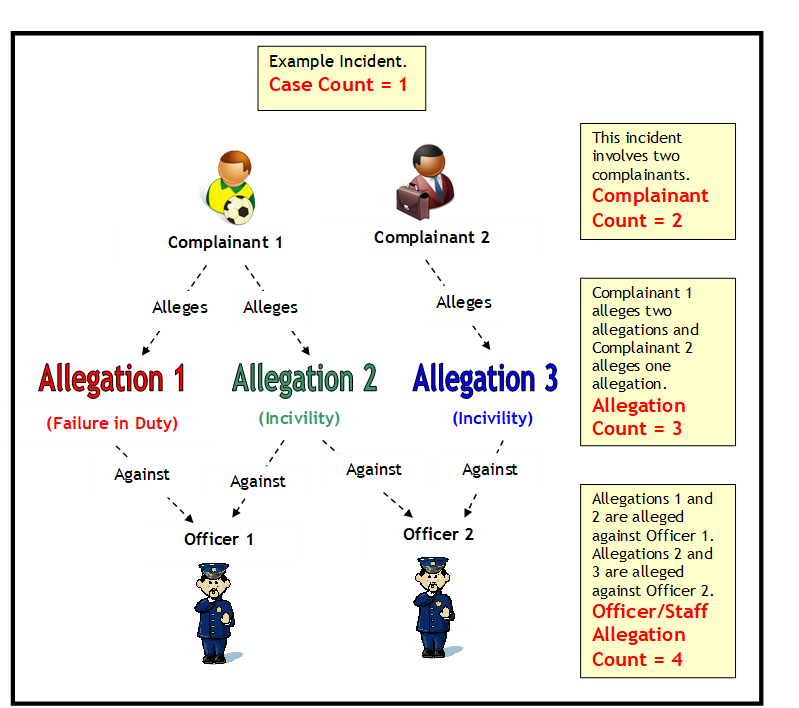 Example Incident.
Case Count = 1
This incident
involves two
complainants.
Complainant
Count = 2
Complainant 1
Complainant 2
Alleges
Alleges
Alleges
Complainant 1
alleges two
allegations and
Complainant 2
alleges one
allegation.
Allegation
Count = 3
Allegation 1
Allegation 2
Allegation 3
(Failure in Duty)
(Incivility)
(Incivility)
Against
Against
Against
Against
Allegations 1 and
2 are alleged
against Officer 1.
Allegations 2 and
3 are alleged
against Officer 2.
Officer/Staff
Allegation
Count = 4
Officer 1
Officer 2